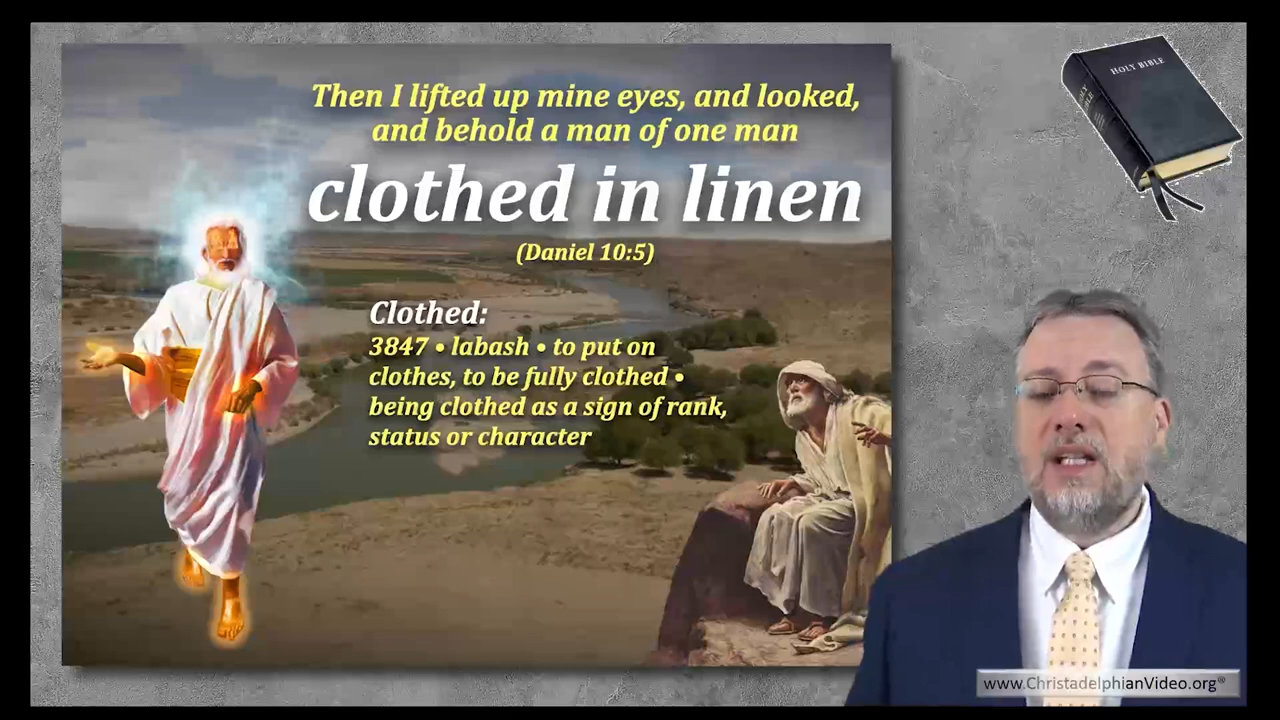 Then I lifted up mine eyes, and looked,
and behold a man of one man
clothed in linen
(Daniel 10:5)
Clothed:
3847 • labash • to put on
clothes, to be fully clothed •
being clothed as a sign of rank,
status or character
HOLY BIBLE
www.ChristadelphianVideo.org®